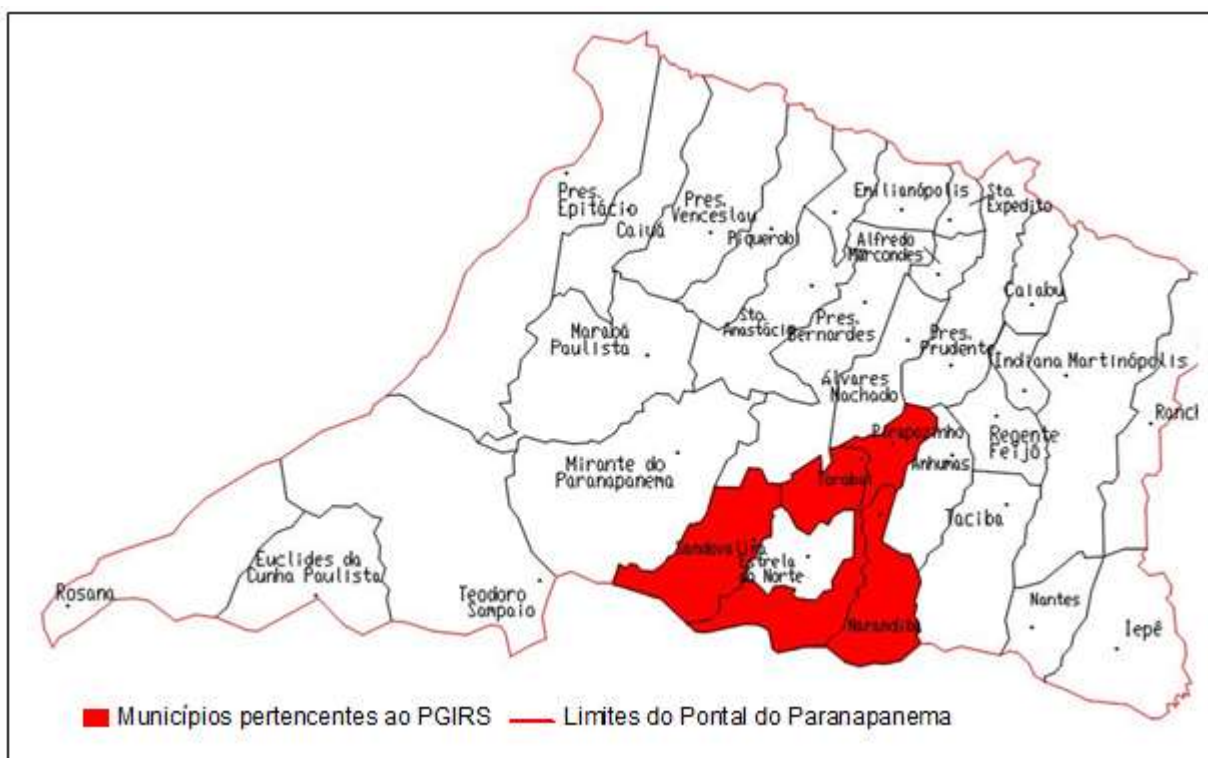 Pres.
Epitácio
Caiuá
Pres.
Venceslau
Piquerobi
Emilianópolis
Sto.
Expedito
Alfredo
Marcondes
Caiabu
Marabá
Paulista
Sta.
Anastácio
Pres.
Bernardes
Pres.
Prudente
Indiana
Martinópolis
Álvares
Machado
Ranch
Pirapozinho
Regente
Feijó
Anhumas
Mirante do
Paranapanema
Tarabai
Taciba
Sandovalina
Estrela
do Norte
Euclides da
Cunha Paulista
Rosana
Teodoro
Sampaio
Narandiba
Nantes
Iepê
Municípios pertencentes ao PGIRS
Limites do Pontal do Paranapanema